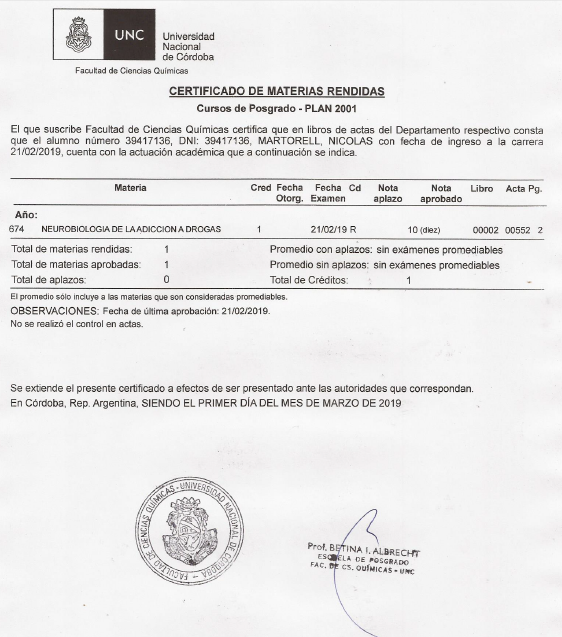 UNC
Universidad
Nacional
de Córdoba
Facultad de Ciencias Químicas
CERTIFICADO DE MATERIAS RENDIDAS
Cursos de Posgrado - PLAN 2001
El que suscribe Facultad de Ciencias Químicas certifica que en libros de actas del Departamento respectivo consta
que el alumno número 39417136, DNI: 39417136, MARTORELL, NICOLAS con fecha de ingreso a la carrera
21/02/2019, cuenta con la actuación académica que a continuación se indica.
Materia Cred Fecha Otorg. Fecha Examen Cd Nota aplazo Nota aprobado Libro Acta Pg.
Año:
674 NEUROBIOLOGIA DE LA ADICCION A DROGAS 1 21/02/19 R 10 (diez) 00002 00552 2
Total de materias rendidas: 1 Promedio con aplazos: sin exámenes promediables
Total de materias aprobadas: 1 Promedio sin aplazos: sin exámenes promediables
Total de aplazos: 0 Total de Créditos: 1 -
El promedio sólo incluye a las materias que son consideradas promediables.
OBSERVACIONES: Fecha de última aprobación: 21/02/2019.
No se realizó el control en actas.
Se extiende el presente certificado a efectos de ser presentado ante las autoridades que correspondan.
En Córdoba, Rep. Argentina, SIENDO EL PRIMER DÍA DEL MES DE MARZO DE 2019
FACULTAD DE CIENCIAS QUÍMICAS - UNIVERSIDAD NACIONAL DE CÓRDOBA -
Prof. BETINA I. ALBRECHT
ESCUELA DE POSGRADO
FAC. DE CS. QUÍMICAS - UNC